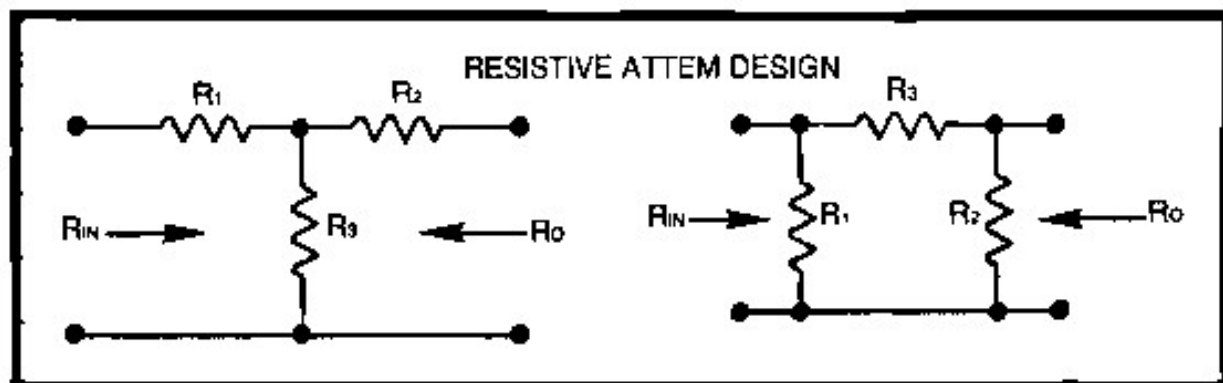 RESISTIVE ATTEM DESIGN
R1 R2
RIN R3 RO
R3
RIN R1 R2 RO